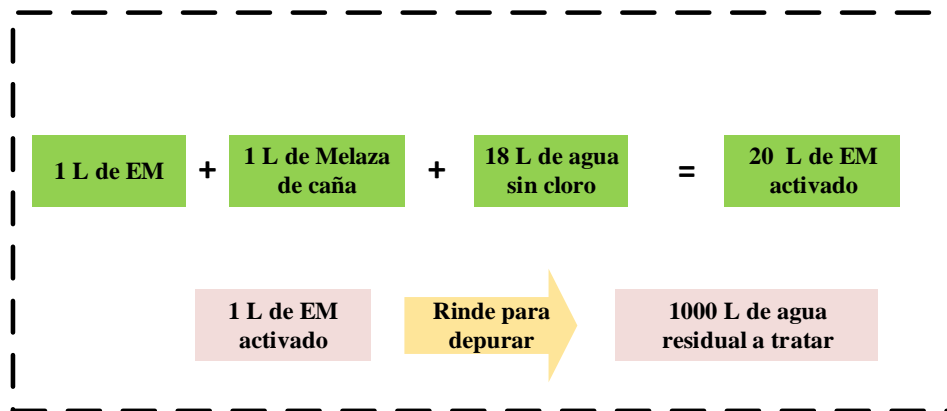 1 L de EM + 1 L de Melaza de caña + 18 L de agua sin cloro = 20 L de EM activado
1 L de EM activado Rinde para depurar 1000 L de agua residual a tratar